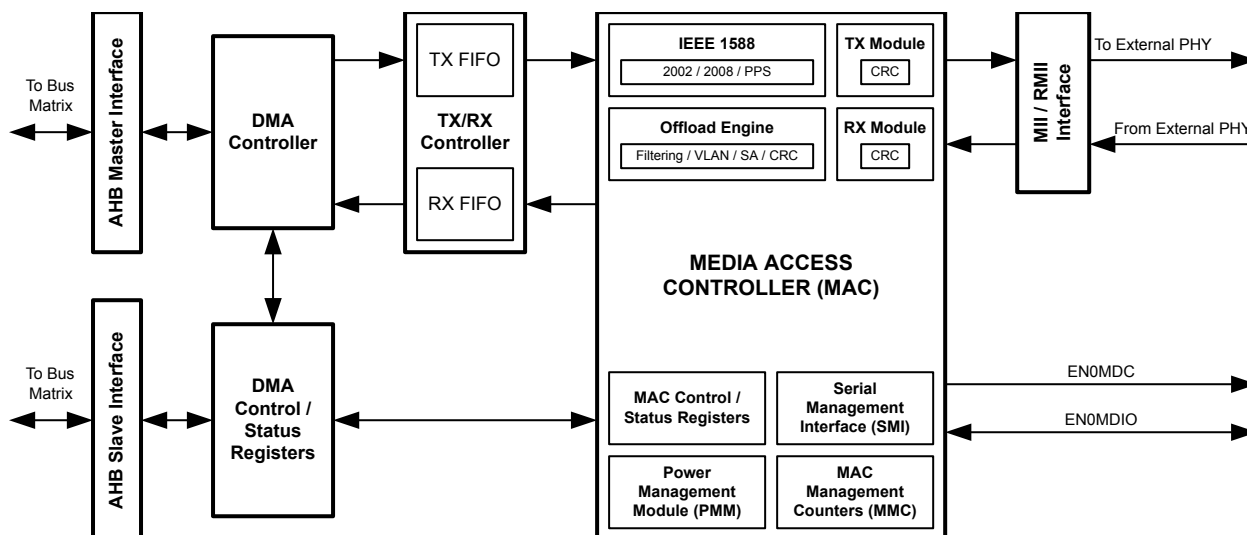 To Bus
Matrix
AHB Master Interface
DMA
Controller
TX FIFO
TX/RX
Controller
RX FIFO
IEEE 1588
2002 / 2008 / PPS
TX Module
CRC
Offload Engine
Filtering / VLAN / SA / CRC
RX Module
CRC
MII / RMII
Interface
To External PHY
From External PHY
MEDIA ACCESS
CONTROLLER (MAC)
To Bus
Matrix
AHB Slave Interface
DMA
Control /
Status
Registers
MAC Control /
Status Registers
Serial
Management
Interface (SMI)
Power
Management
Module (PMM)
MAC
Management
Counters (MMC)
EN0MDC
EN0MDIO